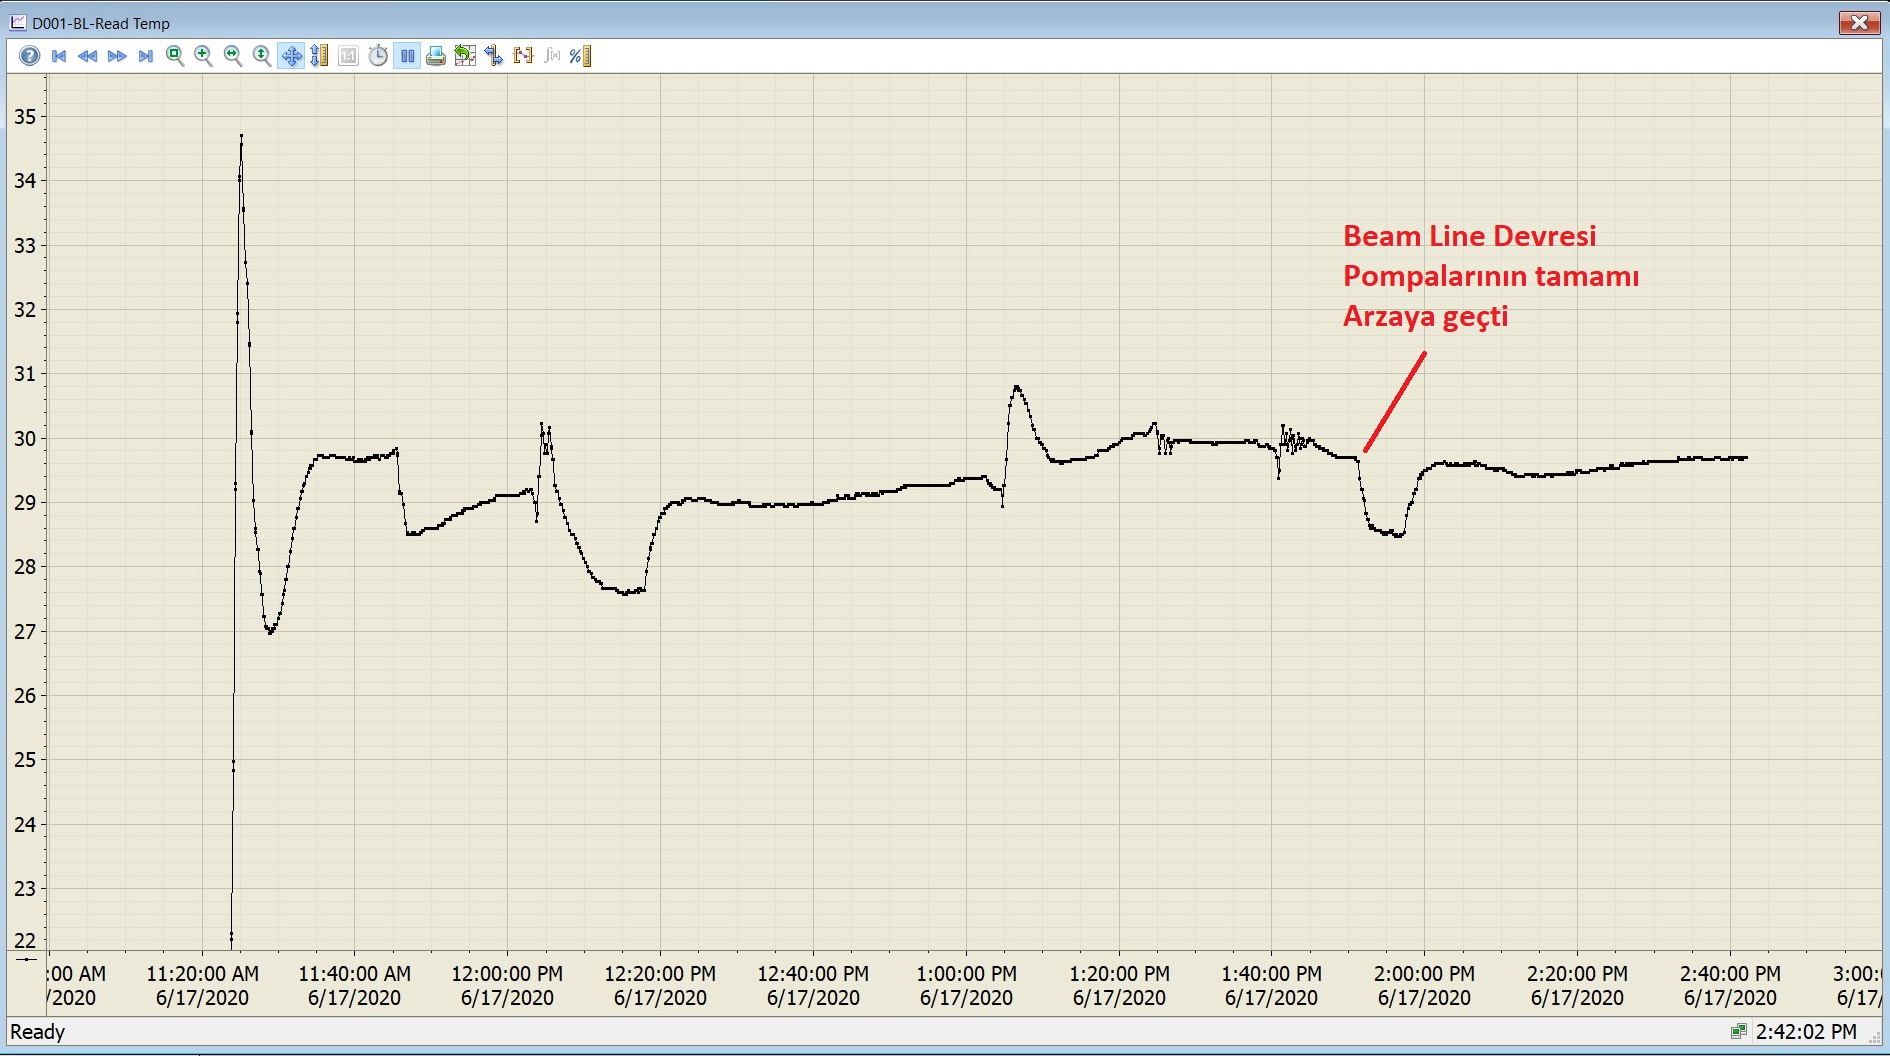 D001-BL-Read Temp
35
34
33
32
31
30
29
28
27
26
25
24
23
22
Beam Line Devresi
Pompalarının tamamı
Arzaya geçti
:00 AM 11:20:00 AM 11:40:00 AM 12:00:00 PM 12:20:00 PM 12:40:00 PM 1:00:00 PM 1:20:00 PM 1:40:00 PM 2:00:00 PM 2:20:00 PM 2:40:00 PM 3:00:
/2020 6/17/2020 6/17/2020 6/17/2020 6/17/2020 6/17/2020 6/17/2020 6/17/2020 6/17/2020 6/17/2020 6/17/2020 6/17/2020 6/17/
Ready 2:42:02 PM